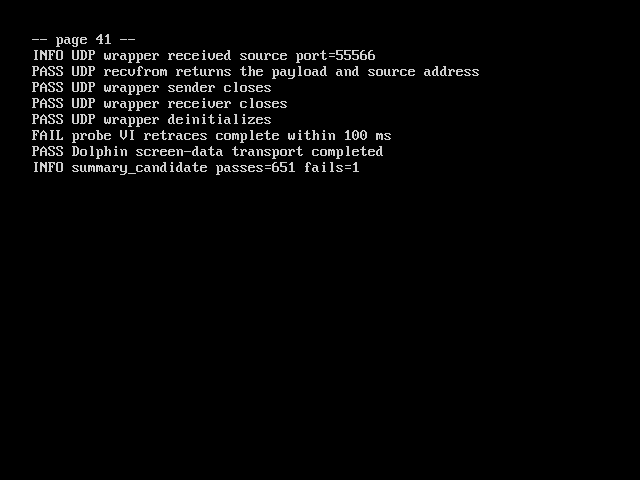 -- page 41 --
INFO UDP wrapper received source port=55566
PASS UDP recvfrom returns the payload and source address
PASS UDP wrapper sender closes
PASS UDP wrapper receiver closes
PASS UDP wrapper deinitializes
FAIL probe VI retraces complete within 100 ms
PASS Dolphin screen-data transport completed
INFO summary_candidate passes=651 fails=1